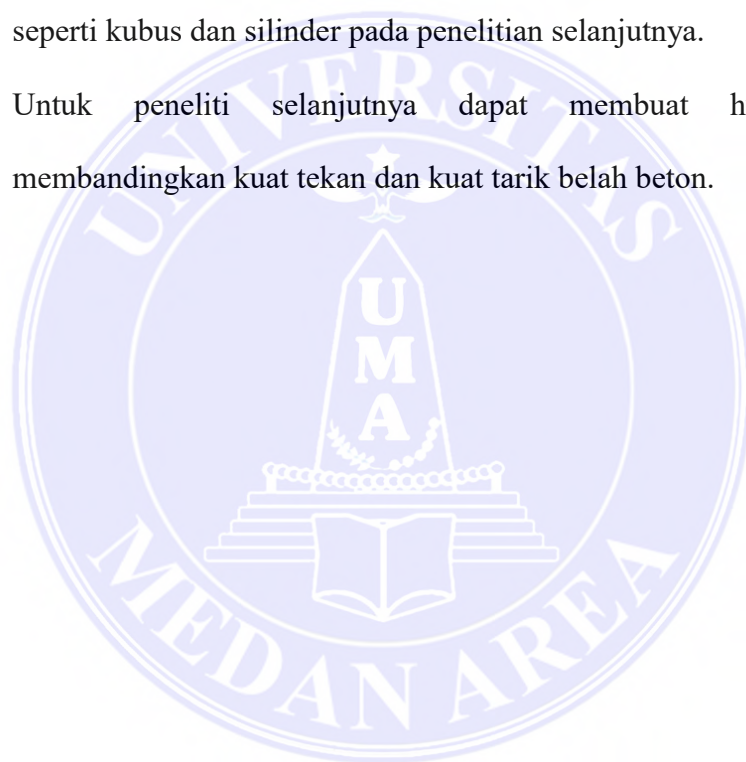 seperti kubus dan silinder pada penelitian selanjutnya.
Untuk peneliti selanjutnya dapat membuat
membandingkan kuat tekan dan kuat tarik belah beton.
UNIVERSITAS
U
M
A
MEDAN AREA